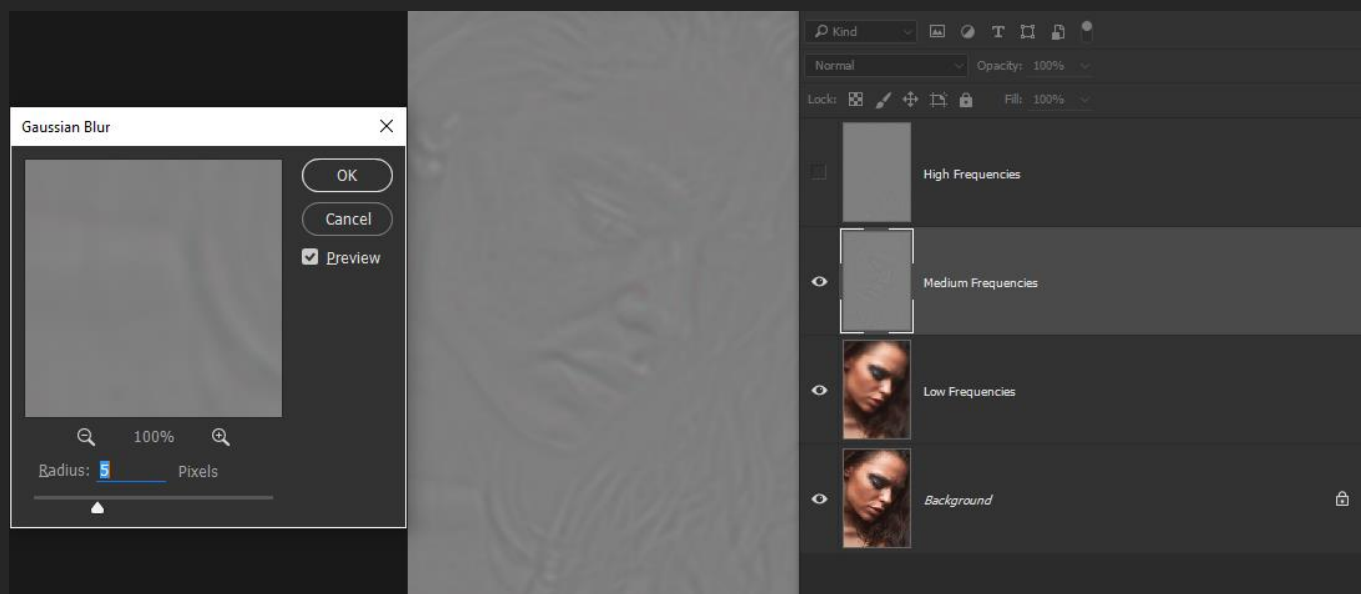 Gaussian Blur
OK
Cancel
Preview
100%
Radius: 5 Pixels
Kind
T
Normal Opacity: 100%
Lock: Fill: 100%
High Frequencies
Medium Frequencies
Low Frequencies
Background